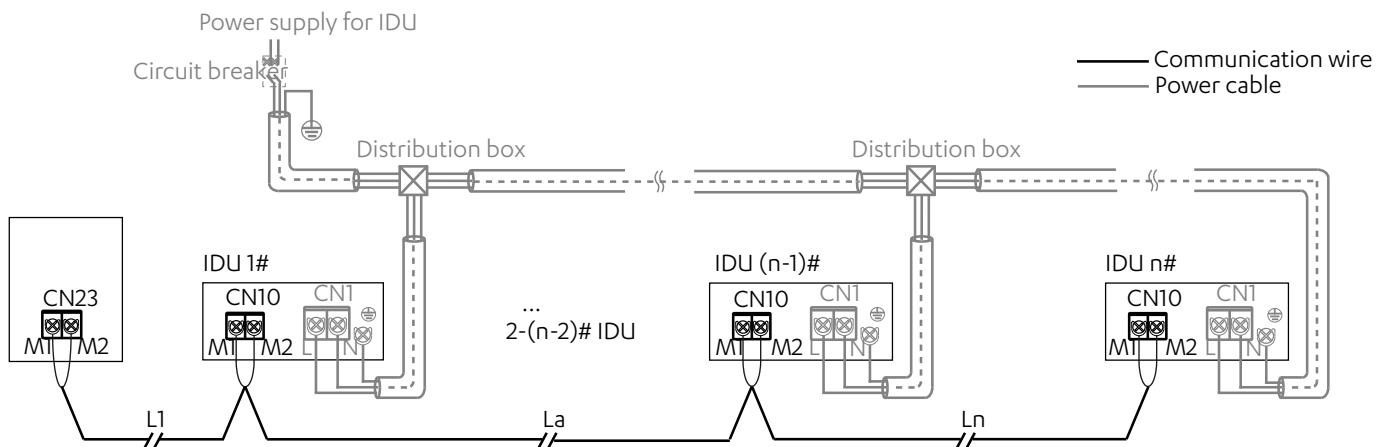 Power supply for IDU
Communication wire
Circuit breaker
Power cable
Distribution box
Distribution box
IDU 1#
IDU (n-1)#
IDU n#
CN23
CN10
CN1
...
CN10
CN1
CN10
CN1
2-(n-2)# IDU
M1 M2
M1 M2 L N
M1 M2 L N
M1 M2 L N
L1
La
Ln